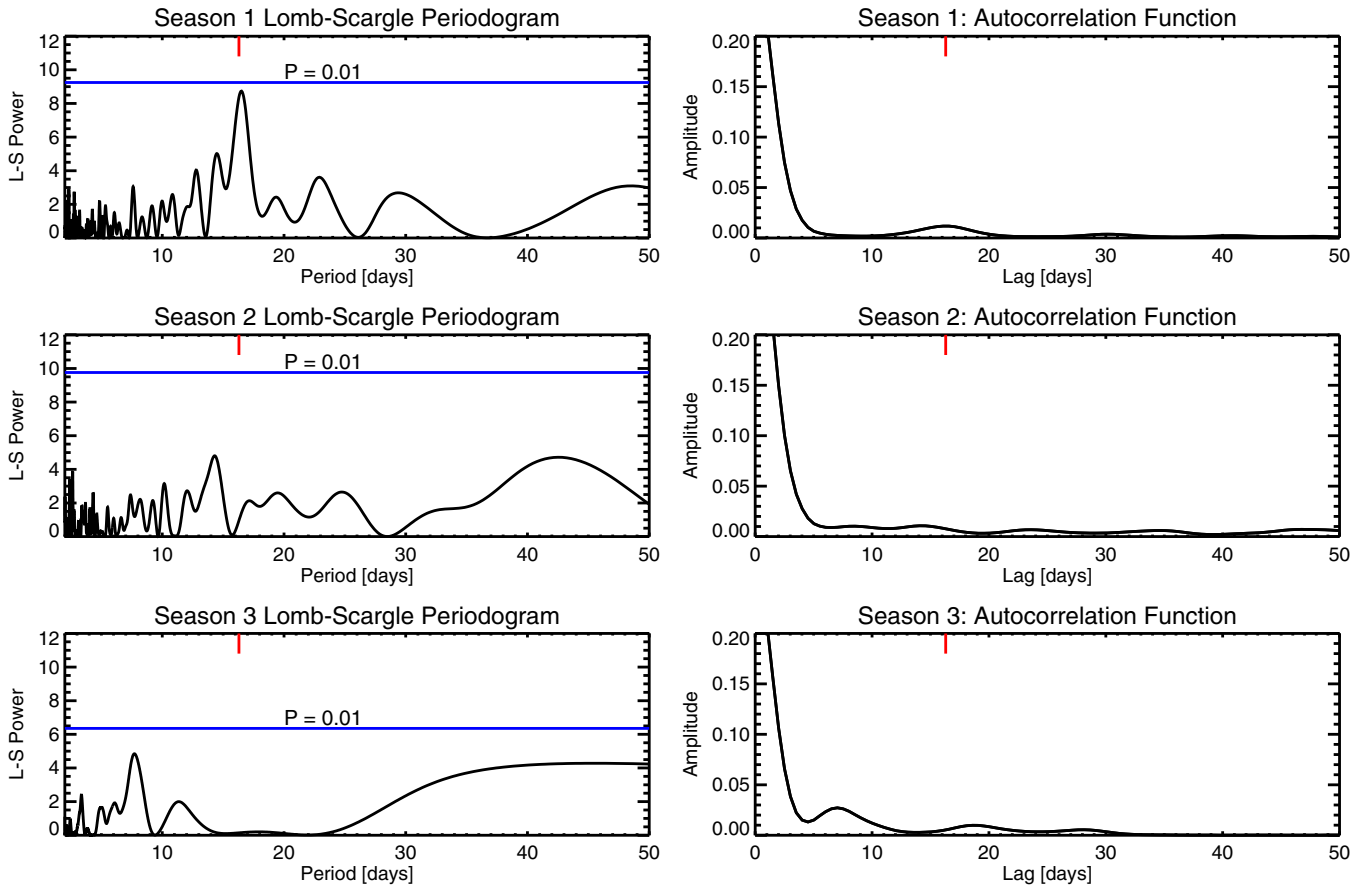 Season 1 Lomb-Scargle Periodogram
12
10
8
6
4
2
0
L-S Power
P = 0.01
10 20 30 40 50
Period [days]
Season 1: Autocorrelation Function
0.20
0.15
0.10
0.05
0.00
Amplitude
0 10 20 30 40 50
Lag [days]
Season 2 Lomb-Scargle Periodogram
12
10
8
6
4
2
0
L-S Power
P = 0.01
10 20 30 40 50
Period [days]
Season 2: Autocorrelation Function
0.20
0.15
0.10
0.05
0.00
Amplitude
0 10 20 30 40 50
Lag [days]
Season 3 Lomb-Scargle Periodogram
12
10
8
6
4
2
0
L-S Power
P = 0.01
10 20 30 40 50
Period [days]
Season 3: Autocorrelation Function
0.20
0.15
0.10
0.05
0.00
Amplitude
0 10 20 30 40 50
Lag [days]